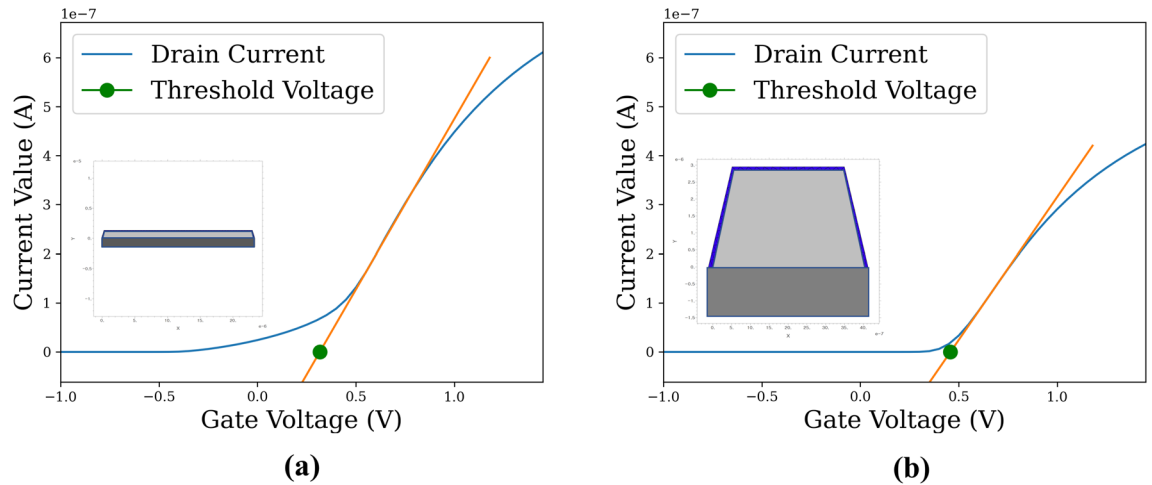 1e−7
Drain Current
Threshold Voltage
Current Value (A)
6
5
4
3
2
1
0
−1.0 −0.5 0.0 0.5 1.0
Gate Voltage (V)
X
Y
(a)
1e−7
Drain Current
Threshold Voltage
Current Value (A)
6
5
4
3
2
1
0
−1.0 −0.5 0.0 0.5 1.0
Gate Voltage (V)
X
Y
(b)